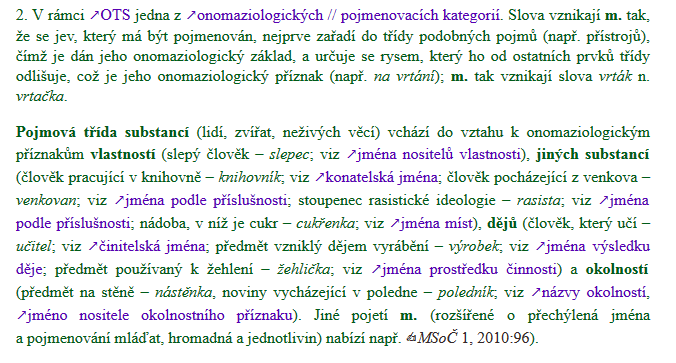 2. V rámci ↗OTS jedna z ↗onomaziologických // pojmenovacích kategorií. Slova vznikají m. tak,
že se jev, který má být pojmenován, nejprve zařadí do třídy podobných pojmů (např. přístrojů),
čímž je dán jeho onomaziologický základ, a určuje se rysem, který ho od ostatních prvků třídy
odlišuje, což je jeho onomaziologický příznak (např. na vrtání); m. tak vznikají slova vrták n.
vrtačka.
Pojmová třída substancí (lidí, zvířat, neživých věcí) vchází do vztahu k onomaziologickým
příznakům vlastností (slepý člověk – slepec; viz ↗jména nositelů vlastnosti), jiných substancí
(člověk pracující v knihovně – knihovník; viz ↗konatelská jména; člověk pocházející z venkova –
venkovan; viz ↗jména podle příslušnosti; stoupenec rasistické ideologie – rasista; viz ↗jména
podle příslušnosti; nádoba, v níž je cukr – cukřenka; viz ↗jména míst), dějů (člověk, který učí –
učitel; viz ↗činitelská jména; předmět vzniklý dějem vyrábění – výrobek; viz ↗jména výsledku
děje; předmět používaný k žehlení – žehlička; viz ↗jména prostředku činnosti) a okolností
(předmět na stěně – nástěnka, noviny vycházející v poledne – poledník; viz ↗názvy okolností,
↗jméno nositele okolnostního příznaku). Jiné pojetí m. (rozšířené o přechýlená jména
a pojmenování mláďat, hromadná a jednotlivin) nabízí např. ✍MSoČ 1, 2010:96).